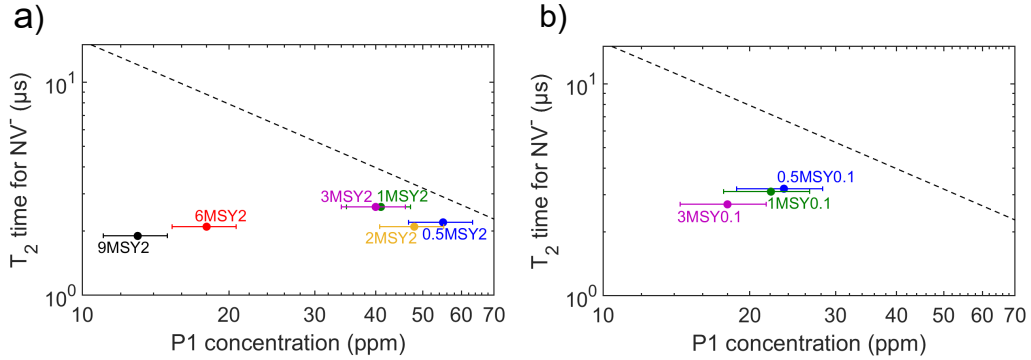 a)
T2 time for NV- (μs)
10^1
10^0
3MSY2 1MSY2
6MSY2
9MSY2
2MSY2 0.5MSY2
10 20 30 40 50 60 70
P1 concentration (ppm)
b)
T2 time for NV- (μs)
10^1
10^0
0.5MSY0.1
1MSY0.1
3MSY0.1
10 20 30 40 50 60 70
P1 concentration (ppm)